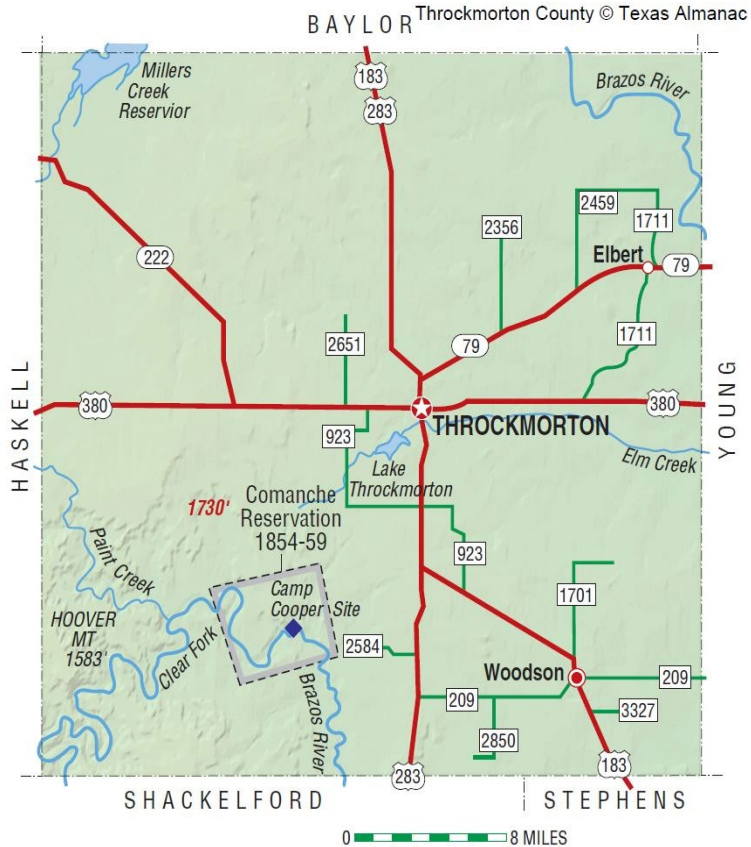 Throckmorton County © Texas Almanac
BAYLOR
Millers
Creek
Reservior
183
283
Brazos River
2459
1711
2356
Elbert
79
222
1711
2651
79
HASKELL
YOUNG
380
380
THROCKMORTON
923
Elm Creek
Lake
Throckmorton
1730'
Comanche
Reservation
1854-59
Paint Creek
923
Camp
Cooper Site
1701
HOOVER
MT
1583'
Clear Fork
2584
Woodson
209
Brazos River
209
3327
2850
283
183
SHACKELFORD
STEPHENS
0
8 MILES